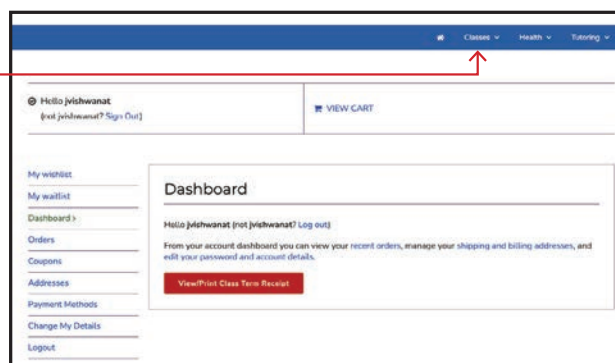 Classes Health Tutoring
Hello jvishwanat
(not jvishwanat? Sign Out)
VIEW CART
My wishlist
My waitlist
Dashboard >
Orders
Coupons
Addresses
Payment Methods
Change My Details
Logout
Dashboard
Hello jvishwanat (not jvishwanat? Log out)
From your account dashboard you can view your recent orders, manage your shipping and billing addresses, and
edit your password and account details.
View/Print Class Term Receipt